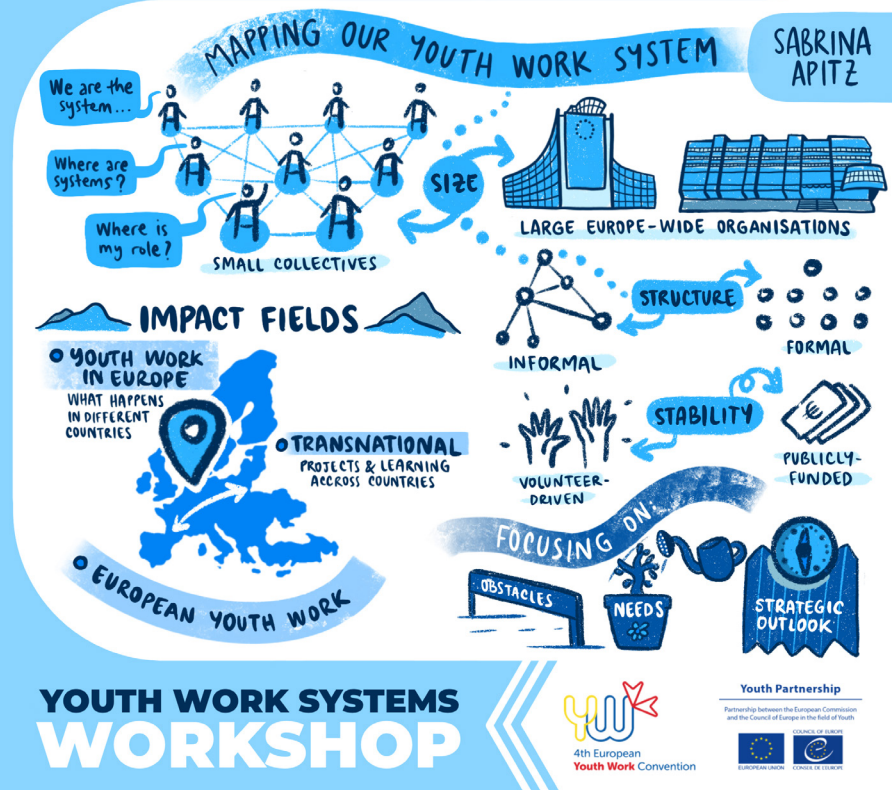 MAPPING OUR YOUTH WORK SYSTEM
SABRINA
APITZ
We are the
system...
Where are
systems?
Where is
my role?
SMALL COLLECTIVES
SIZE
LARGE EUROPE-WIDE ORGANISATIONS
STRUCTURE
INFORMAL
FORMAL
STABILITY
VOLUNTEER-
DRIVEN
€
PUBLICLY-
FUNDED
IMPACT FIELDS
YOUTH WORK
IN EUROPE
WHAT HAPPENS
IN DIFFERENT
COUNTRIES
TRANSNATIONAL
PROJECTS & LEARNING
ACCROSS COUNTRIES
EUROPEAN YOUTH WORK
FOCUSING ON:
OBSTACLES
NEEDS
STRATEGIC
OUTLOOK
YOUTH WORK SYSTEMS
WORKSHOP
YW
4th European
Youth Work Convention
Youth Partnership
Partnership between the European Commission
and the Council of Europe in the field of Youth
EUROPEAN UNION
COUNCIL OF EUROPE
CONSEIL DE L'EUROPE